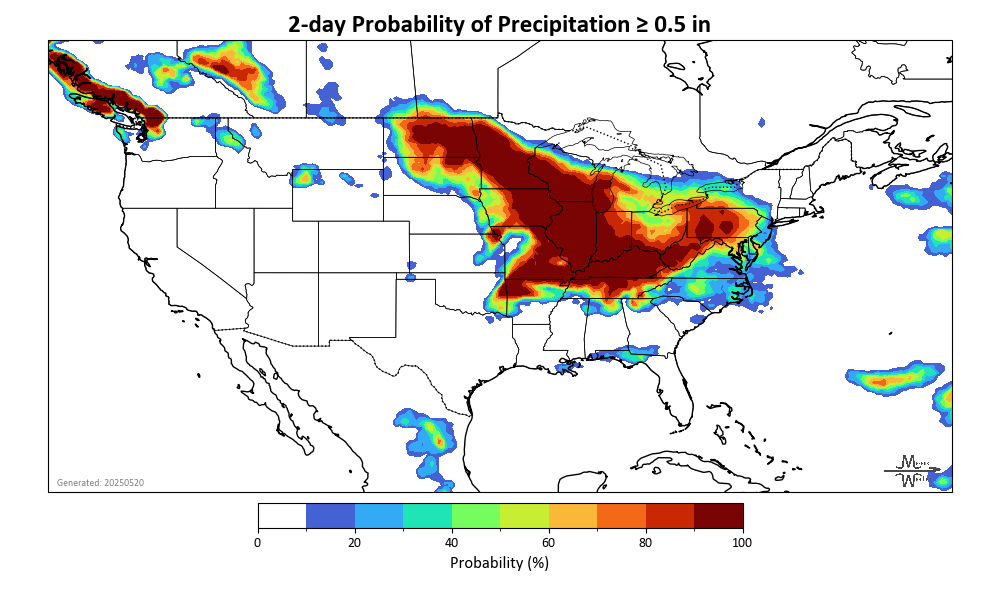 2-day Probability of Precipitation ≥ 0.5 in
Generated: 20250520
0 20 40 60 80 100
Probability (%)